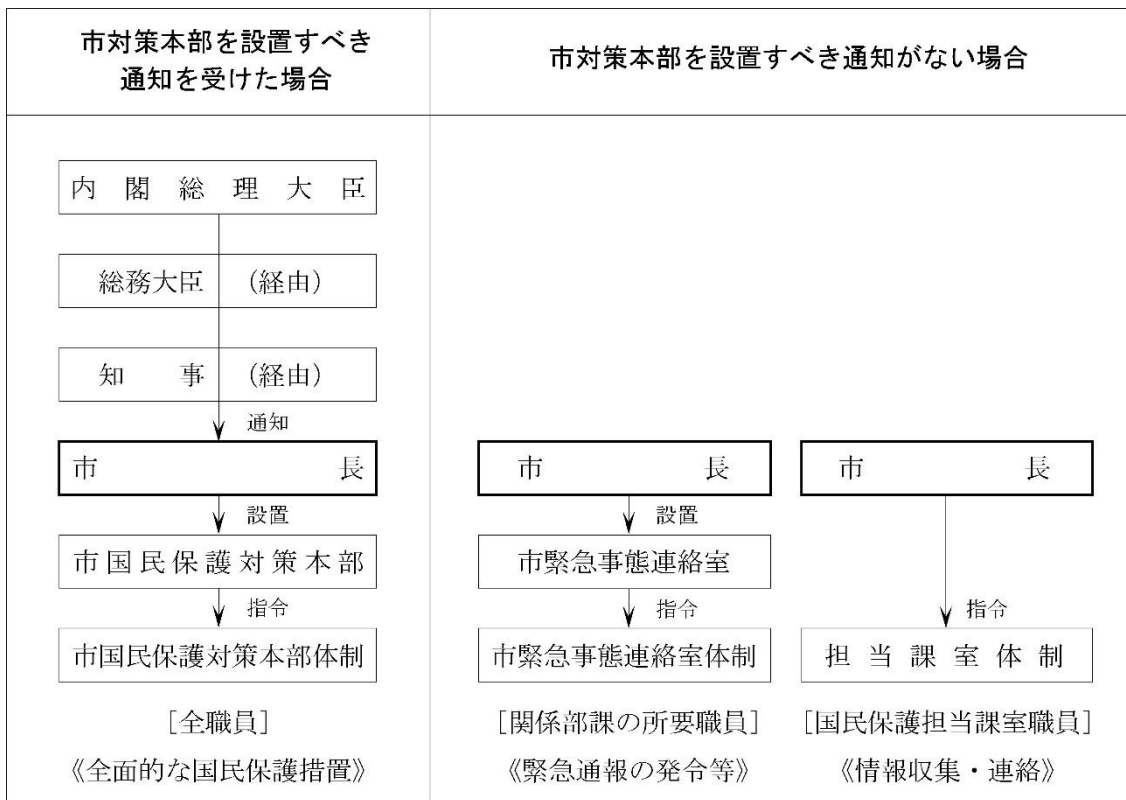 市対策本部を設置すべき
通知を受けた場合
市対策本部を設置すべき通知がない場合
内閣総理大臣
総務大臣 (経由)
知事 (経由)
通知
市長
設置
市国民保護対策本部
指令
市国民保護対策本部体制
[全職員]
《全面的な国民保護措置》
市長
設置
市緊急事態連絡室
指令
市緊急事態連絡室体制
[関係部課の所要職員]
《緊急通報の発令等》
市長
指令
担当課室体制
[国民保護担当課室職員]
《情報収集・連絡》